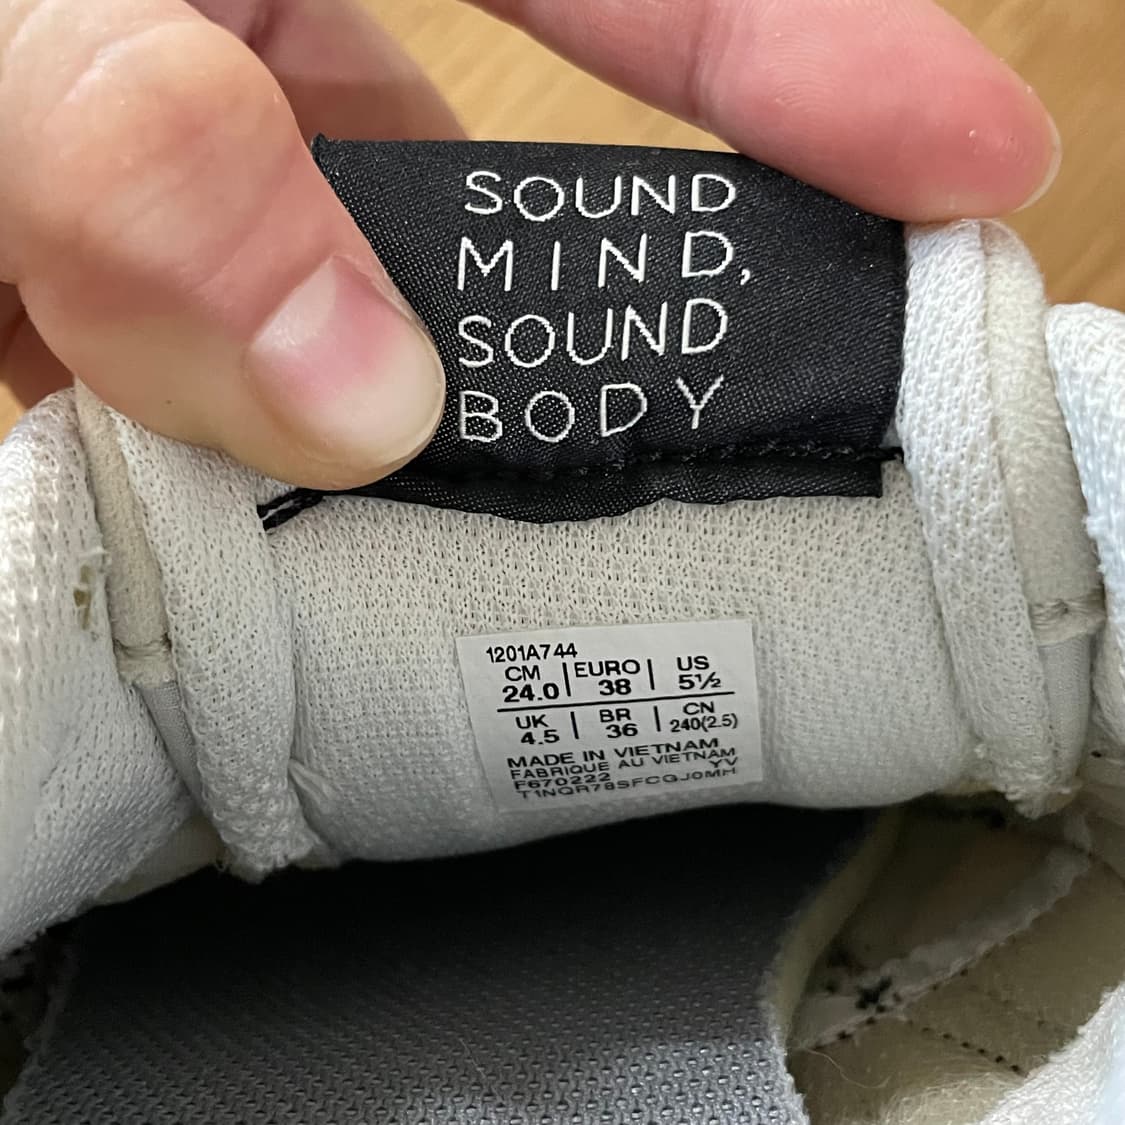 SOUND
MIND,
SOUND
BODY
1201A744
CM | EURO | US
24.0 | 38 | 5½
UK | BR | CN
4.5 | 36 | 240(2.5)
MADE IN VIETNAM
FABRIQUE AU VIETNAM
F670222 YV
T1NQR78SFCGJ0MH